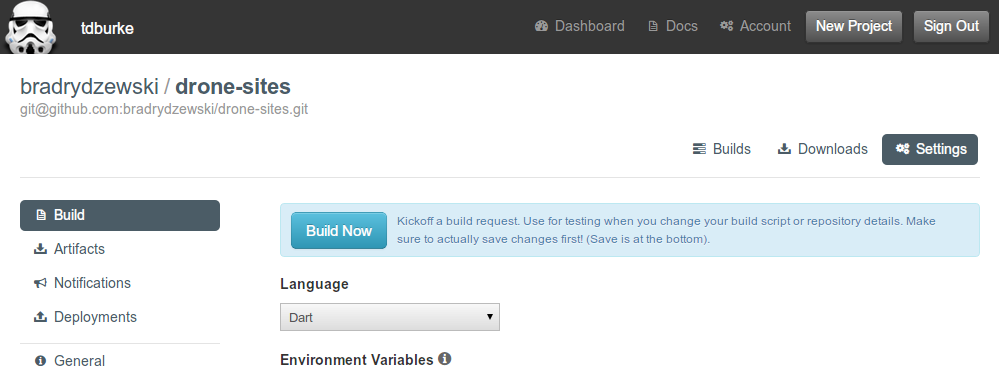 tdburke
Dashboard
Docs
Account
New Project
Sign Out
bradrydzewski / drone-sites
git@github.com:bradrydzewski/drone-sites.git
Builds
Downloads
Settings
Build
Artifacts
Notifications
Deployments
General
Build Now
Kickoff a build request. Use for testing when you change your build script or repository details. Make
sure to actually save changes first! (Save is at the bottom).
Language
Dart
Environment Variables